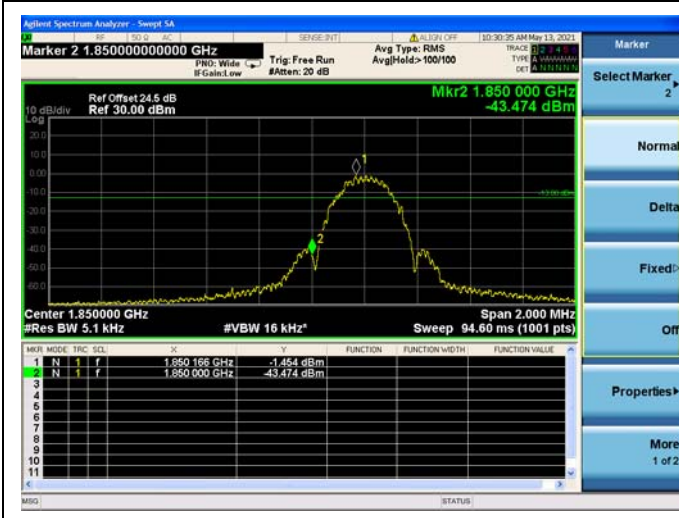 Agilent Spectrum Analyzer - Swept SA
RF 50 Ω AC SENSE:INT ALIGN OFF 10:30:35 AM May 13, 2021
Marker 2 1.850000000000 GHz
PNO: Wide
IFGain:Low
Trig: Free Run
#Atten: 20 dB
Avg Type: RMS
Avg|Hold:> 100/100
TRACE 1 2 3 4 5 6
TYPE A
DET A N N N N N
Ref Offset 24.5 dB
10 dB/div Ref 30.00 dBm
Log
Mkr2 1.850 000 GHz
-43.474 dBm
20.0
10.0
0.00
-10.0
-20.0
-30.0
-40.0
-50.0
-60.0
1
2
-13.00 dBm
Center 1.850000 GHz Span 2.000 MHz
#Res BW 5.1 kHz #VBW 16 kHz* Sweep 94.60 ms (1001 pts)
MKR MODE TRC SCL X Y FUNCTION FUNCTION WIDTH FUNCTION VALUE
1 N 1 f 1.850 166 GHz -1.454 dBm
2 N 1 f 1.850 000 GHz -43.474 dBm
3
4
5
6
7
8
9
10
11
MSG STATUS
Marker
Select Marker
2
Normal
Delta
Fixed
Off
Properties
More
1 of 2